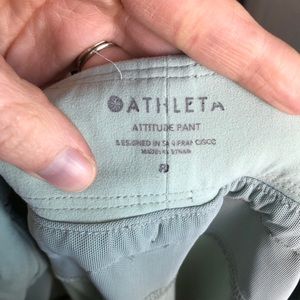 ATHLETA
ATTITUDE PANT
DESIGNED IN SAN FRANCISCO
MADE IN